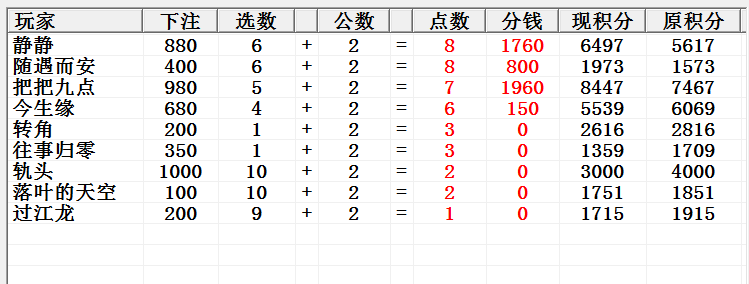 玩家 下注 选数 公数 点数 分钱 现积分 原积分
静静 880 6 + 2 = 8 1760 6497 5617
随遇而安 400 6 + 2 = 8 800 1973 1573
把把九点 980 5 + 2 = 7 1960 8447 7467
今生缘 680 4 + 2 = 6 150 5539 6069
转角 200 1 + 2 = 3 0 2616 2816
往事归零 350 1 + 2 = 3 0 1359 1709
轨头 1000 10 + 2 = 2 0 3000 4000
落叶的天空 100 10 + 2 = 2 0 1751 1851
过江龙 200 9 + 2 = 1 0 1715 1915